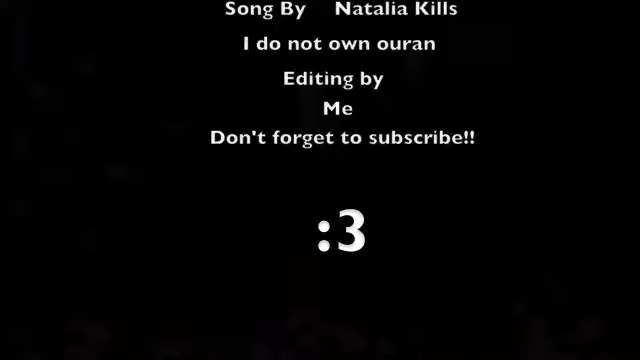 Song By Natalia Kills
I do not own ouran
Editing by
Me
Don't forget to subscribe!!
:3